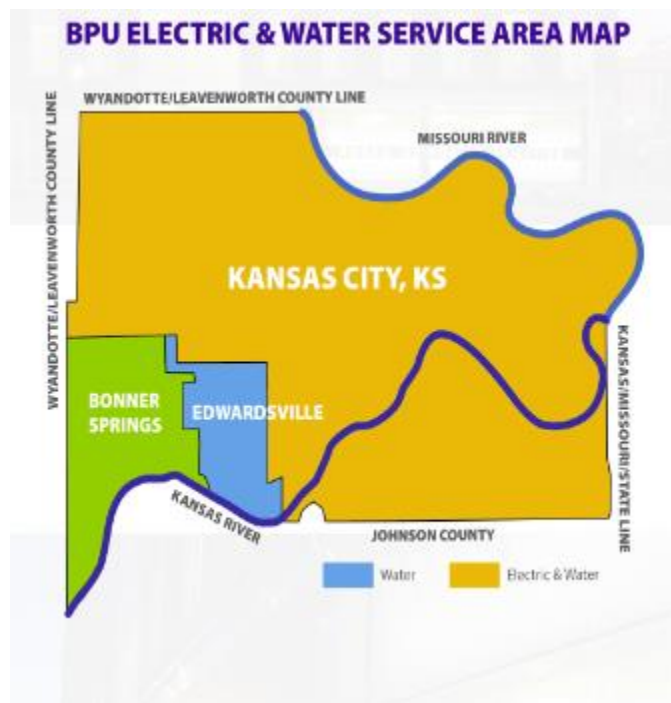 BPU ELECTRIC & WATER SERVICE AREA MAP
WYANDOTTE/LEAVENWORTH COUNTY LINE
WYANDOTTE/LEAVENWORTH COUNTY LINE
MISSOURI RIVER
KANSAS CITY, KS
KANSAS/MISSOURI/STATE LINE
BONNER
SPRINGS
EDWARDSVILLE
KANSAS RIVER
JOHNSON COUNTY
Water
Electric & Water